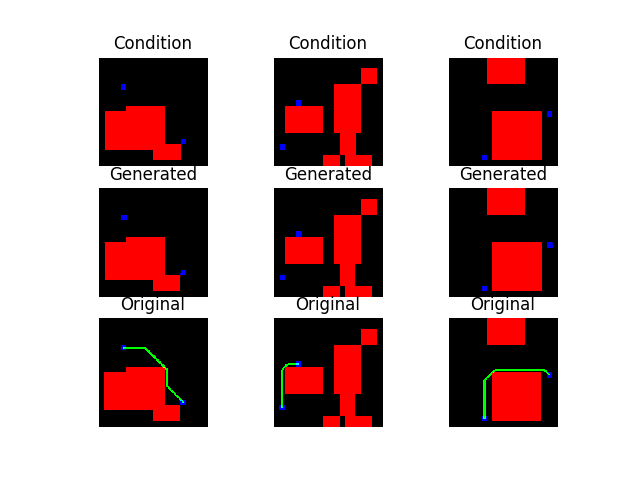 Condition Condition Condition
Generated Generated Generated
Original Original Original